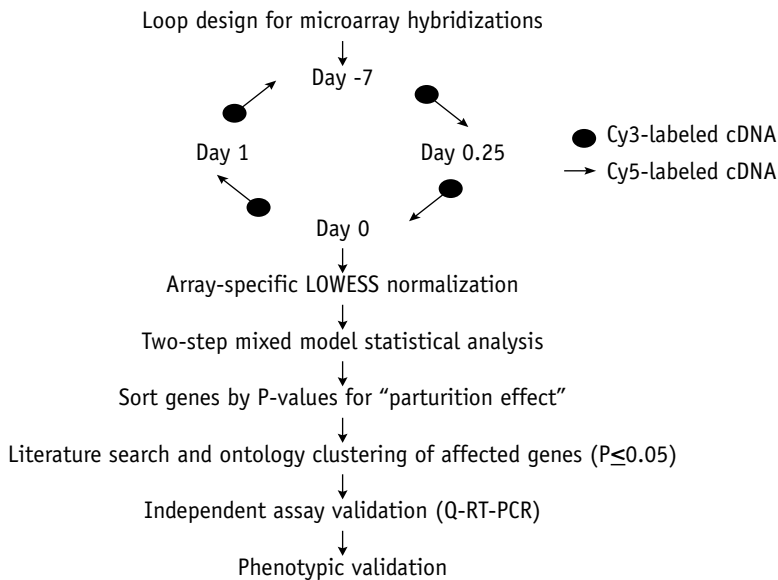 Loop design for microarray hybridizations
Day -7
Day 1
Day 0.25
Cy3-labeled cDNA
Cy5-labeled cDNA
Day 0
Array-specific LOWESS normalization
Two-step mixed model statistical analysis
Sort genes by P-values for “parturition effect”
Literature search and ontology clustering of affected genes (P≤0.05)
Independent assay validation (Q-RT-PCR)
Phenotypic validation